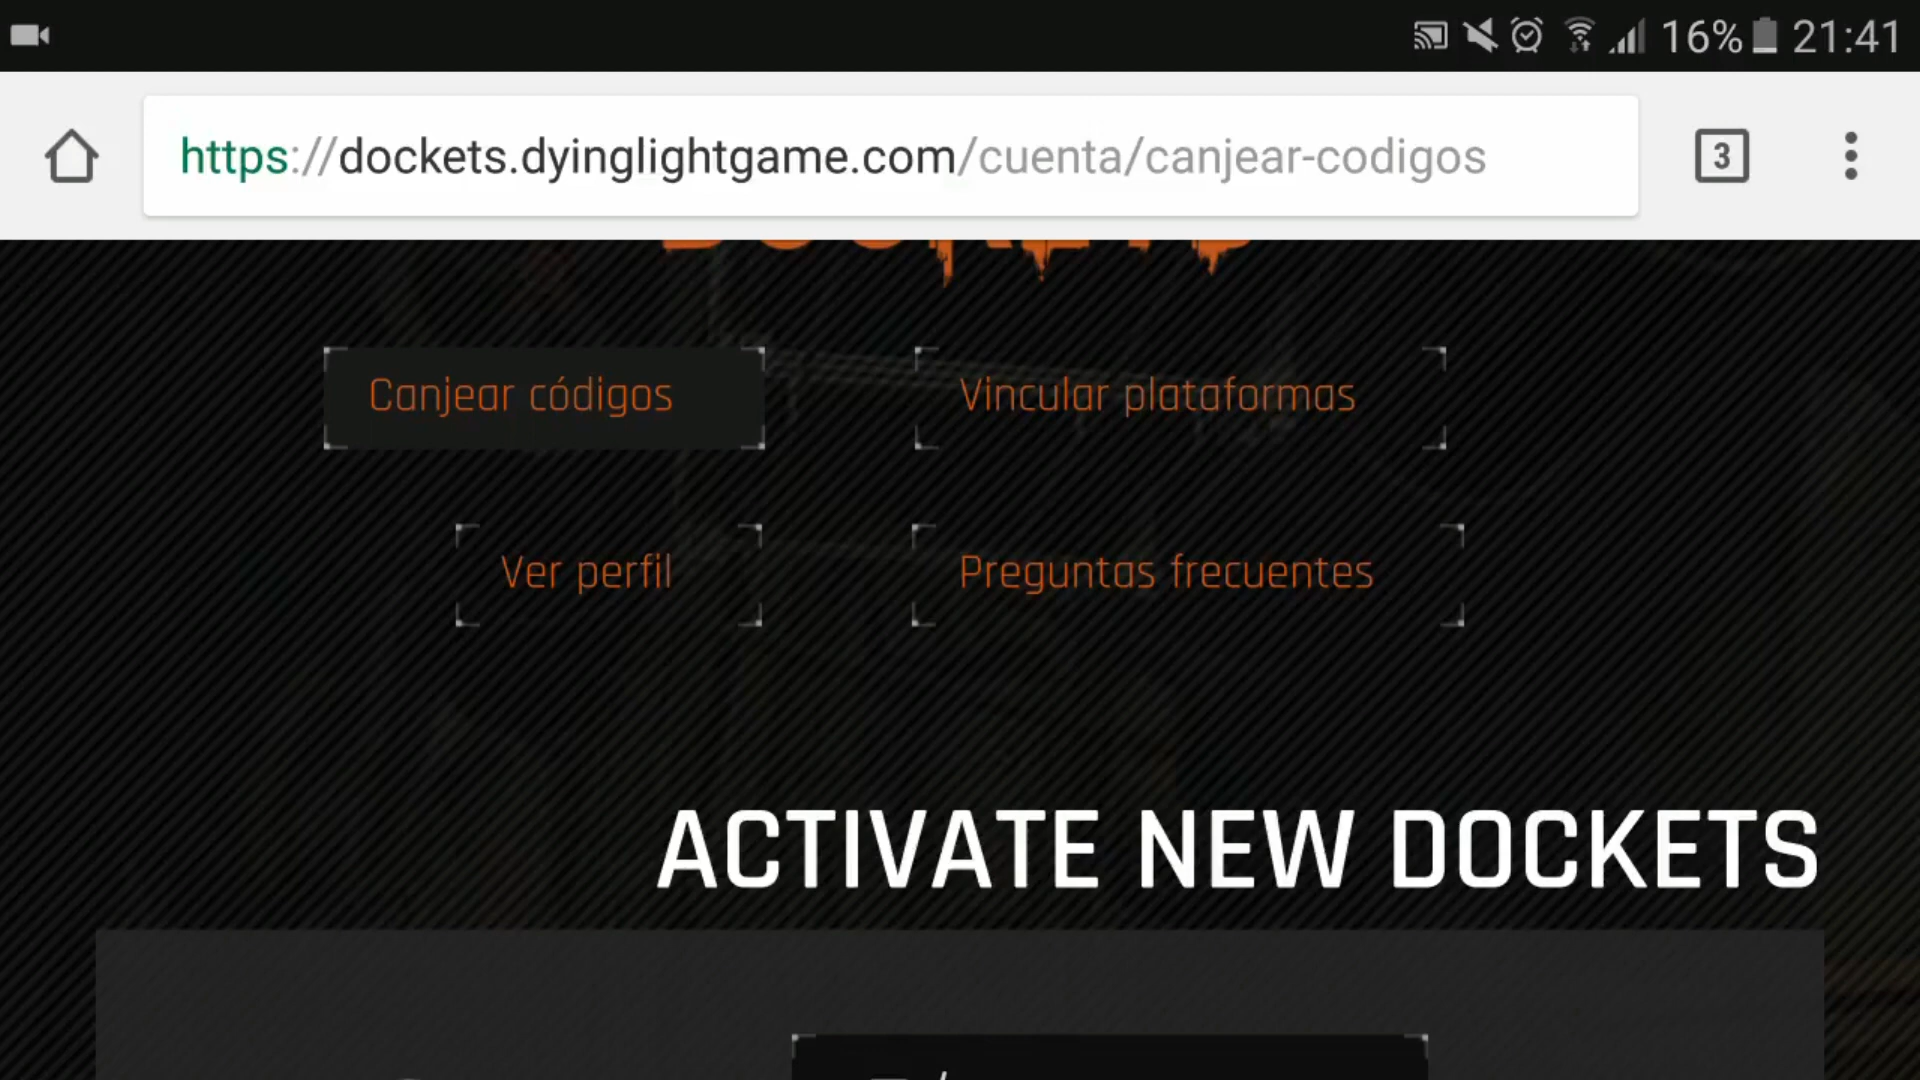 16% 21:41
https://dockets.dyinglightgame.com/cuenta/canjear-codigos
3
Canjear códigos
Vincular plataformas
Ver perfil
Preguntas frecuentes
ACTIVATE NEW DOCKETS